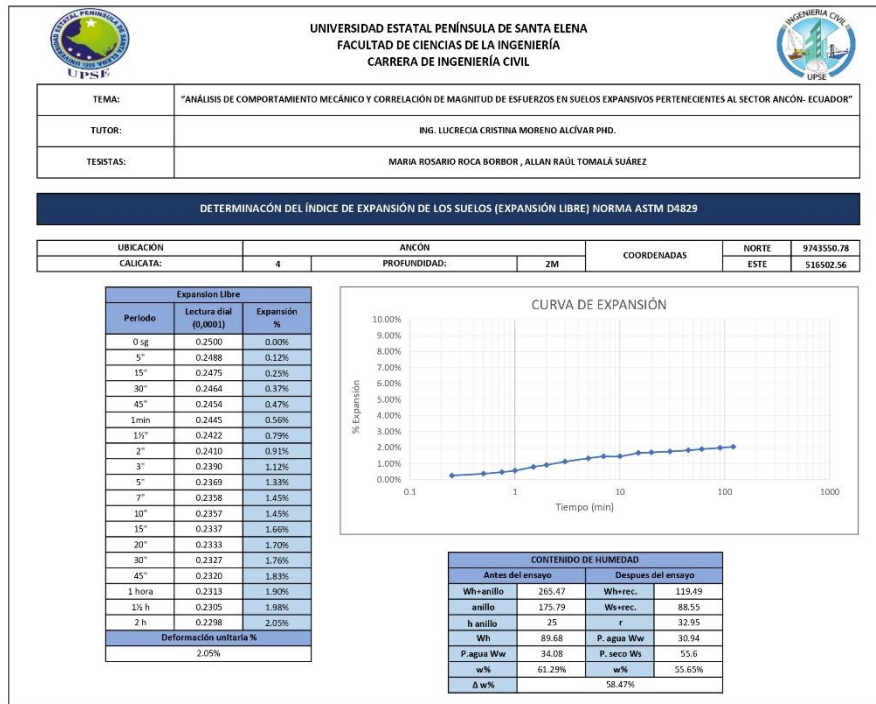 UNIVERSIDAD ESTATAL PENÍNSULA DE SANTA ELENA
FACULTAD DE CIENCIAS DE LA INGENIERÍA
CARRERA DE INGENIERÍA CIVIL
UNIVERSIDAD ESTATAL PENINSULA DE SANTA ELENA
UPSE
INGENIERIA CIVIL
UPSE
TEMA: "ANÁLISIS DE COMPORTAMIENTO MECÁNICO Y CORRELACIÓN DE MAGNITUD DE ESFUERZOS EN SUELOS EXPANSIVOS PERTENECIENTES AL SECTOR ANCÓN- ECUADOR"
TUTOR: ING. LUCRECIA CRISTINA MORENO ALCÍVAR PHD.
TESISTAS: MARIA ROSARIO ROCA BORBOR , ALLAN RAÚL TOMALÁ SUÁREZ
DETERMINACÓN DEL ÍNDICE DE EXPANSIÓN DE LOS SUELOS (EXPANSIÓN LIBRE) NORMA ASTM D4829
UBICACIÓN ANCÓN COORDENADAS NORTE 9743550.78
CALICATA: 4 PROFUNDIDAD: 2M ESTE 516502.56
Expansion Libre
Periodo Lectura dial (0,0001) Expansión %
0 sg 0.2500 0.00%
5" 0.2488 0.12%
15" 0.2475 0.25%
30" 0.2464 0.37%
45" 0.2454 0.47%
1min 0.2445 0.56%
1½" 0.2422 0.79%
2" 0.2410 0.91%
3" 0.2390 1.12%
5" 0.2369 1.33%
7" 0.2358 1.45%
10" 0.2357 1.45%
15" 0.2337 1.66%
20" 0.2333 1.70%
30" 0.2327 1.76%
45" 0.2320 1.83%
1 hora 0.2313 1.90%
1½ h 0.2305 1.98%
2 h 0.2298 2.05%
Deformación unitaria %
2.05%
CURVA DE EXPANSIÓN
% Expansión
10.00%
9.00%
8.00%
7.00%
6.00%
5.00%
4.00%
3.00%
2.00%
1.00%
0.00%
0.1 1 10 100 1000
Tiempo (min)
CONTENIDO DE HUMEDAD
Antes del ensayo Despues del ensayo
Wh+anillo 265.47 Wh+rec. 119.49
anillo 175.79 Ws+rec. 88.55
h anillo 25 r 32.95
Wh 89.68 P. agua Ww 30.94
P.agua Ww 34.08 P. seco Ws 55.6
w% 61.29% w% 55.65%
Δ w% 58.47%